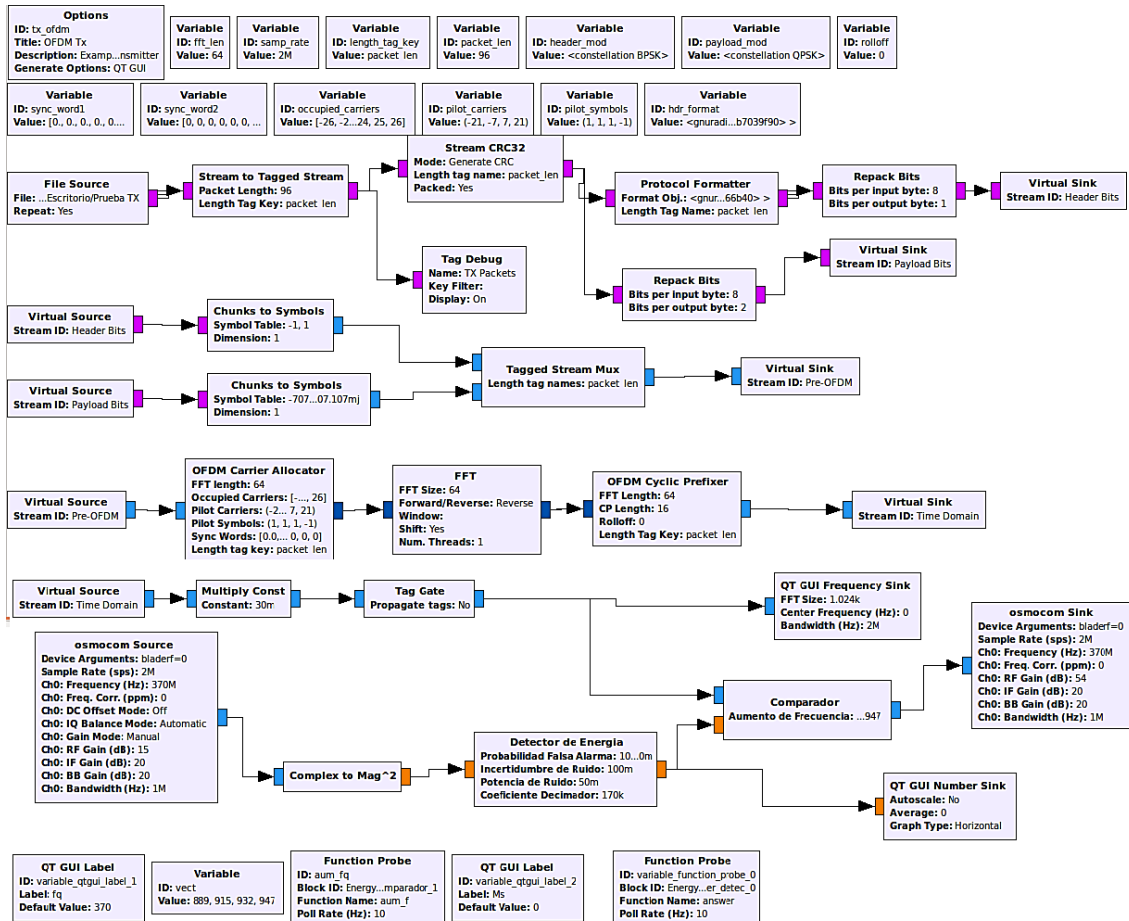 Options
ID: tx_ofdm
Title: OFDM Tx
Description: Examp...nsmitter
Generate Options: QT GUI
Variable
ID: fft_len
Value: 64
Variable
ID: samp_rate
Value: 2M
Variable
ID: length_tag_key
Value: packet_len
Variable
ID: packet_len
Value: 96
Variable
ID: header_mod
Value: <constellation BPSK>
Variable
ID: payload_mod
Value: <constellation QPSK>
Variable
ID: rolloff
Value: 0
Variable
ID: sync_word1
Value: [0., 0., 0., 0., 0....
Variable
ID: sync_word2
Value: [0, 0, 0, 0, 0, 0, ...
Variable
ID: occupied_carriers
Value: [-26, -2...24, 25, 26]
Variable
ID: pilot_carriers
Value: (-21, -7, 7, 21)
Variable
ID: pilot_symbols
Value: (1, 1, 1, -1)
Variable
ID: hdr_format
Value: <gnuradi...b7039f90> >
File Source
File: ...Escritorio/Prueba TX
Repeat: Yes
Stream to Tagged Stream
Packet Length: 96
Length Tag Key: packet_len
Stream CRC32
Mode: Generate CRC
Length tag name: packet_len
Packed: Yes
Protocol Formatter
Format Obj.: <gnur...66b40> >
Length Tag Name: packet_len
Repack Bits
Bits per input byte: 8
Bits per output byte: 1
Virtual Sink
Stream ID: Header Bits
Tag Debug
Name: TX Packets
Key Filter:
Display: On
Repack Bits
Bits per input byte: 8
Bits per output byte: 2
Virtual Sink
Stream ID: Payload Bits
Virtual Source
Stream ID: Header Bits
Chunks to Symbols
Symbol Table: -1, 1
Dimension: 1
Virtual Source
Stream ID: Payload Bits
Chunks to Symbols
Symbol Table: -707...07.107mj
Dimension: 1
Tagged Stream Mux
Length tag names: packet_len
Virtual Sink
Stream ID: Pre-OFDM
Virtual Source
Stream ID: Pre-OFDM
OFDM Carrier Allocator
FFT length: 64
Occupied Carriers: [-..., 26]
Pilot Carriers: (-2... 7, 21)
Pilot Symbols: (1, 1, 1, -1)
Sync Words: [0.0,... 0, 0, 0]
Length tag key: packet_len
FFT
FFT Size: 64
Forward/Reverse: Reverse
Window:
Shift: Yes
Num. Threads: 1
OFDM Cyclic Prefixer
FFT Length: 64
CP Length: 16
Rolloff: 0
Length Tag Key: packet_len
Virtual Sink
Stream ID: Time Domain
Virtual Source
Stream ID: Time Domain
Multiply Const
Constant: 30m
Tag Gate
Propagate tags: No
QT GUI Frequency Sink
FFT Size: 1.024k
Center Frequency (Hz): 0
Bandwidth (Hz): 2M
osmocom Source
Device Arguments: bladerf=0
Sample Rate (sps): 2M
Ch0: Frequency (Hz): 370M
Ch0: Freq. Corr. (ppm): 0
Ch0: DC Offset Mode: Off
Ch0: IQ Balance Mode: Automatic
Ch0: Gain Mode: Manual
Ch0: RF Gain (dB): 15
Ch0: IF Gain (dB): 20
Ch0: BB Gain (dB): 20
Ch0: Bandwidth (Hz): 1M
Complex to Mag^2
Detector de Energia
Probabilidad Falsa Alarma: 10...0m
Incertidumbre de Ruido: 100m
Potencia de Ruido: 50m
Coeficiente Decimador: 170k
Comparador
Aumento de Frecuencia: ...947
osmocom Sink
Device Arguments: bladerf=0
Sample Rate (sps): 2M
Ch0: Frequency (Hz): 370M
Ch0: Freq. Corr. (ppm): 0
Ch0: RF Gain (dB): 54
Ch0: IF Gain (dB): 20
Ch0: BB Gain (dB): 20
Ch0: Bandwidth (Hz): 1M
QT GUI Number Sink
Autoscale: No
Average: 0
Graph Type: Horizontal
QT GUI Label
ID: variable_qtgui_label_1
Label: fq
Default Value: 370
Variable
ID: vect
Value: 889, 915, 932, 947
Function Probe
ID: aum_fq
Block ID: Energy...mparador_1
Function Name: aum_f
Poll Rate (Hz): 10
QT GUI Label
ID: variable_qtgui_label_2
Label: Ms
Default Value: 0
Function Probe
ID: variable_function_probe_0
Block ID: Energy...er_detec_0
Function Name: answer
Poll Rate (Hz): 10